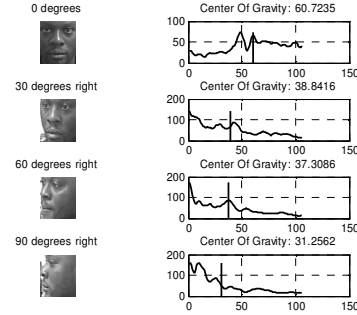 0 degrees
Center Of Gravity: 60.7235
100
50
0
0 50 100 150
30 degrees right
Center Of Gravity: 38.8416
200
100
0
0 50 100 150
60 degrees right
Center Of Gravity: 37.3086
200
100
0
0 50 100 150
90 degrees right
Center Of Gravity: 31.2562
200
100
0
0 50 100 150